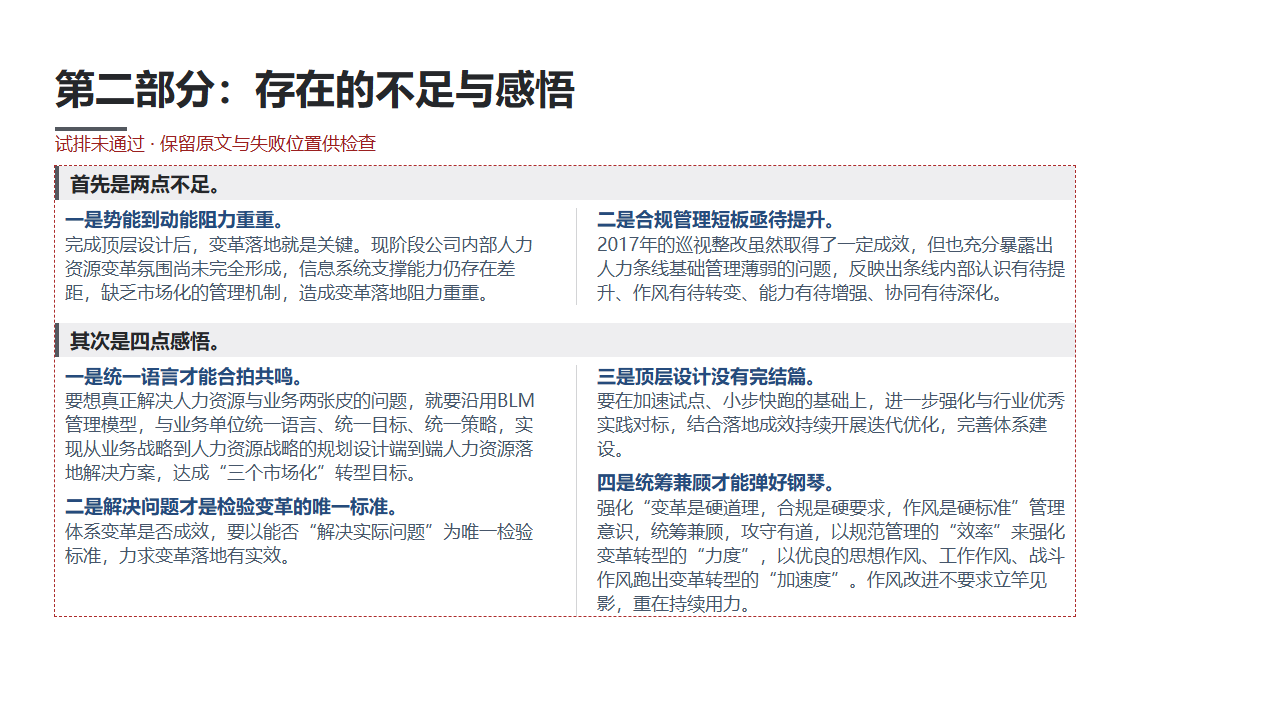 第二部分：存在的不足与感悟
试排未通过 · 保留原文与失败位置供检查
首先是两点不足。
一是势能到动能阻力重重。
完成顶层设计后，变革落地就是关键。现阶段公司内部人力
资源变革氛围尚未完全形成，信息系统支撑能力仍存在差
距，缺乏市场化的管理机制，造成变革落地阻力重重。
二是合规管理短板亟待提升。
2017年的巡视整改虽然取得了一定成效，但也充分暴露出
人力条线基础管理薄弱的问题，反映出条线内部认识有待提
升、作风有待转变、能力有待增强、协同有待深化。
其次是四点感悟。
一是统一语言才能合拍共鸣。
要想真正解决人力资源与业务两张皮的问题，就要沿用BLM
管理模型，与业务单位统一语言、统一目标、统一策略，实
现从业务战略到人力资源战略的规划设计端到端人力资源落
地解决方案，达成“三个市场化”转型目标。
二是解决问题才是检验变革的唯一标准。
体系变革是否成效，要以能否“解决实际问题”为唯一检验
标准，力求变革落地有实效。
三是顶层设计没有完结篇。
要在加速试点、小步快跑的基础上，进一步强化与行业优秀
实践对标，结合落地成效持续开展迭代优化，完善体系建
设。
四是统筹兼顾才能弹好钢琴。
强化“变革是硬道理，合规是硬要求，作风是硬标准”管理
意识，统筹兼顾，攻守有道，以规范管理的“效率”来强化
变革转型的“力度”，以优良的思想作风、工作作风、战斗
作风跑出变革转型的“加速度”。作风改进不要求立竿见
影，重在持续用力。